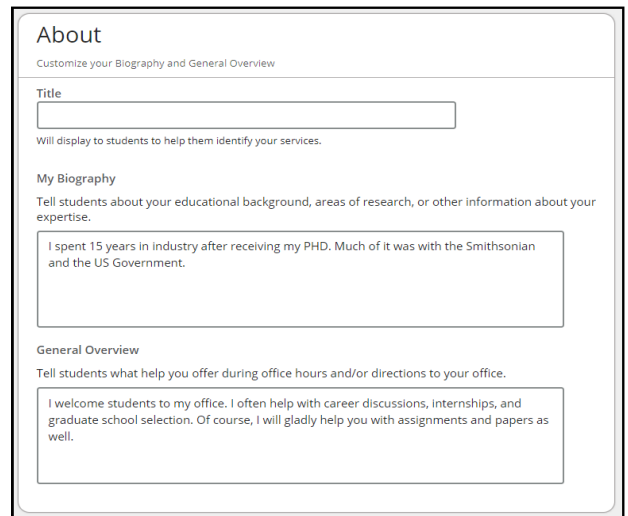 About
Customize your Biography and General Overview
Title
Will display to students to help them identify your services.
My Biography
Tell students about your educational background, areas of research, or other information about your
expertise.
I spent 15 years in industry after receiving my PHD. Much of it was with the Smithsonian
and the US Government.
General Overview
Tell students what help you offer during office hours and/or directions to your office.
I welcome students to my office. I often help with career discussions, internships, and
graduate school selection. Of course, I will gladly help you with assignments and papers as
well.